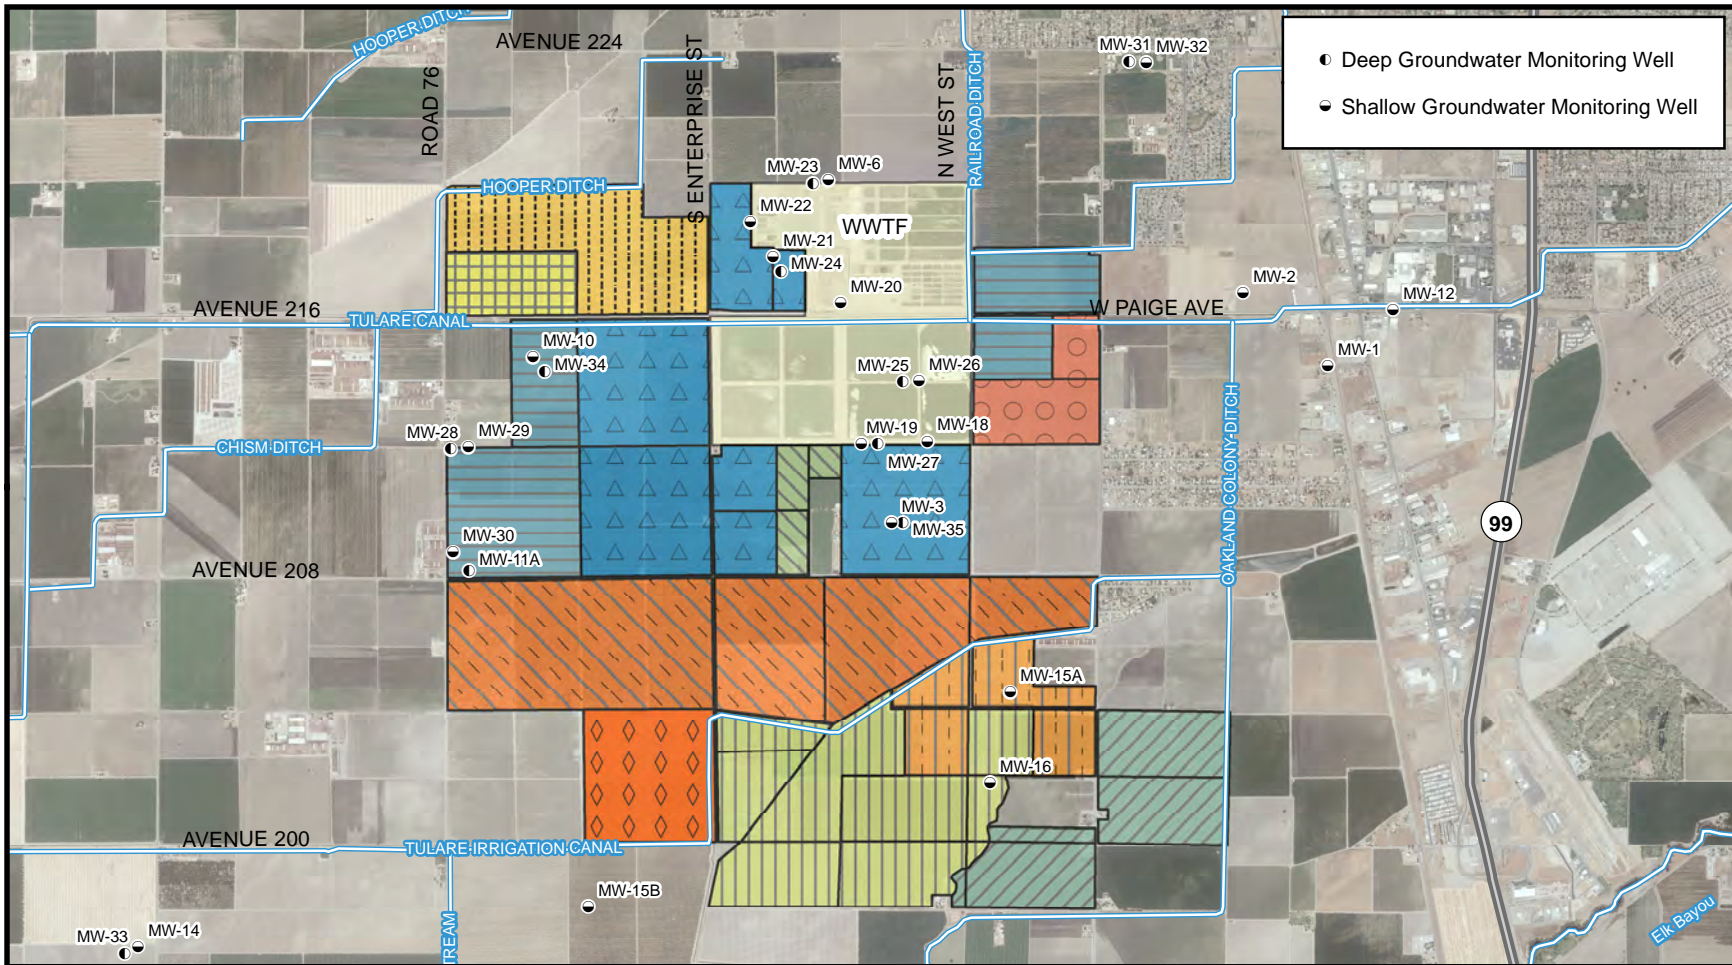 HOOPER DITCH
AVENUE 224
ROAD 76
S ENTERPRISE ST
N WEST ST
RAILROAD DITCH
MW-31
MW-32
Deep Groundwater Monitoring Well
Shallow Groundwater Monitoring Well
HOOPER DITCH
MW-23
MW-6
MW-22
WWTF
MW-21
MW-24
MW-20
MW-2
MW-12
AVENUE 216
TULARE CANAL
W PAIGE AVE
MW-10
MW-34
MW-25
MW-26
MW-1
MW-28
MW-29
CHISM DITCH
MW-19
MW-18
MW-27
OAKLAND COLONY DITCH
MW-3
MW-35
99
MW-30
MW-11A
AVENUE 208
MW-15A
MW-16
AVENUE 200
TULARE IRRIGATION CANAL
MW-15B
MW-33
MW-14
TREAM
Elk Bayou